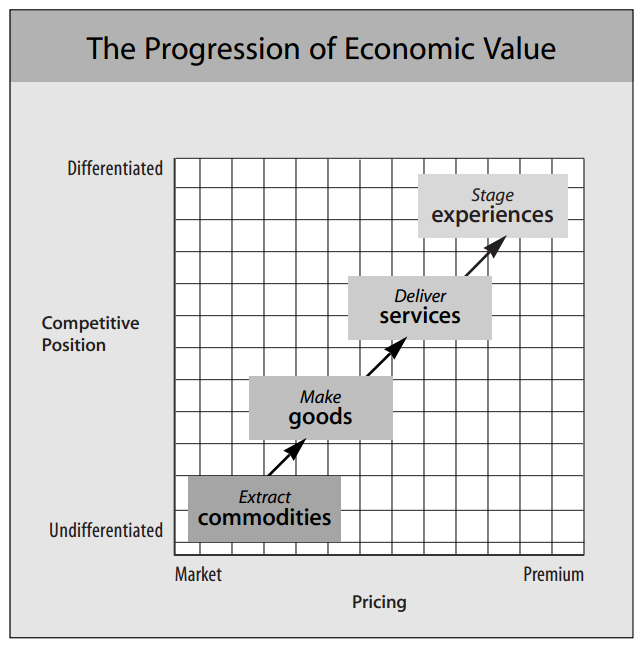 The Progression of Economic Value
Differentiated
Stage
experiences
Deliver
services
Competitive
Position
Make
goods
Extract
commodities
Undifferentiated
Market
Premium
Pricing